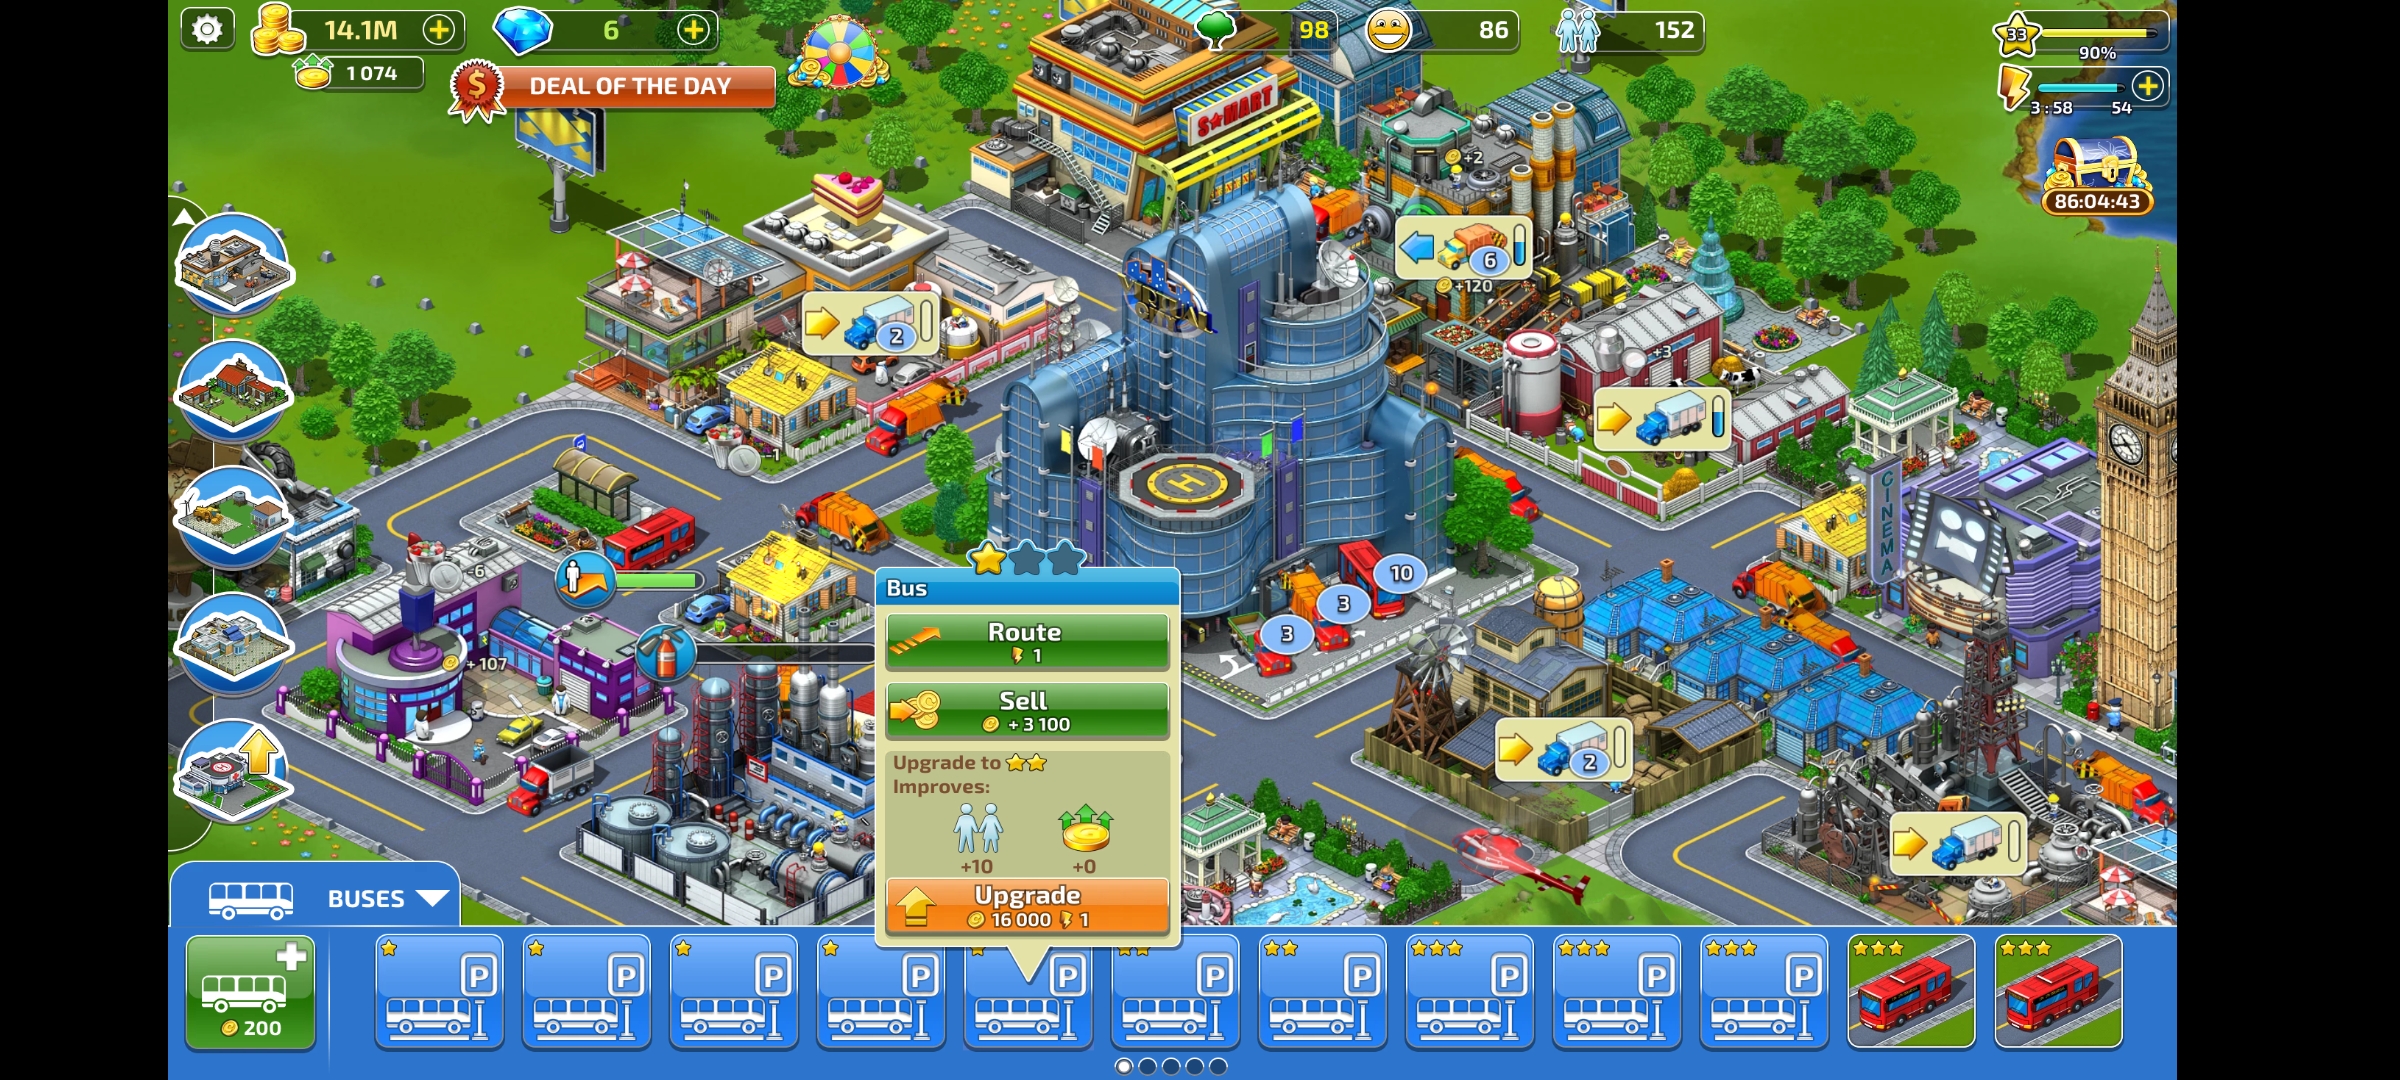 14.1M
6
98
86
152
33
90%
1 074
DEAL OF THE DAY
3:58
54
86:04:43
S★MART
+2
6
+120
2
+3
-1
CINEMA
H
-6
10
3
3
+107
2
Bus
Route
1
Sell
+3 100
Upgrade to
Improves:
+10
+0
Upgrade
16 000 1
BUSES
200
P
P
P
P
P
P
P
P
P
P